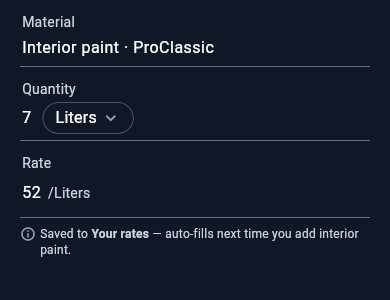 Material
Interior paint · ProClassic
Quantity
7 Liters
Rate
52 /Liters
Saved to Your rates — auto-fills next time you add interior
paint.